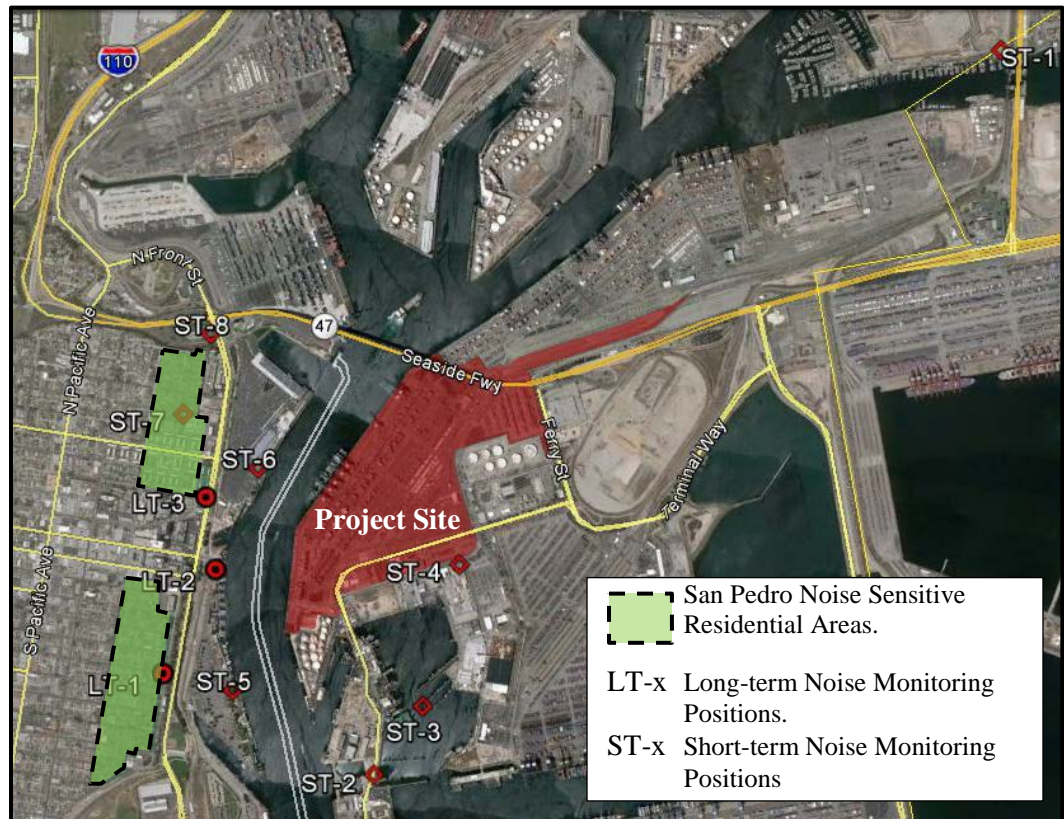 110
ST-1
N Front St
ST-8
47
N Pacific Ave
Seaside Fwy
ST-7
Ferry St
Terminal Way
ST-6
LT-3
Project Site
S Pacific Ave
LT-2
ST-4
LT-1
ST-5
ST-3
ST-2
San Pedro Noise Sensitive
Residential Areas.
LT-x Long-term Noise Monitoring
Positions.
ST-x Short-term Noise Monitoring
Positions